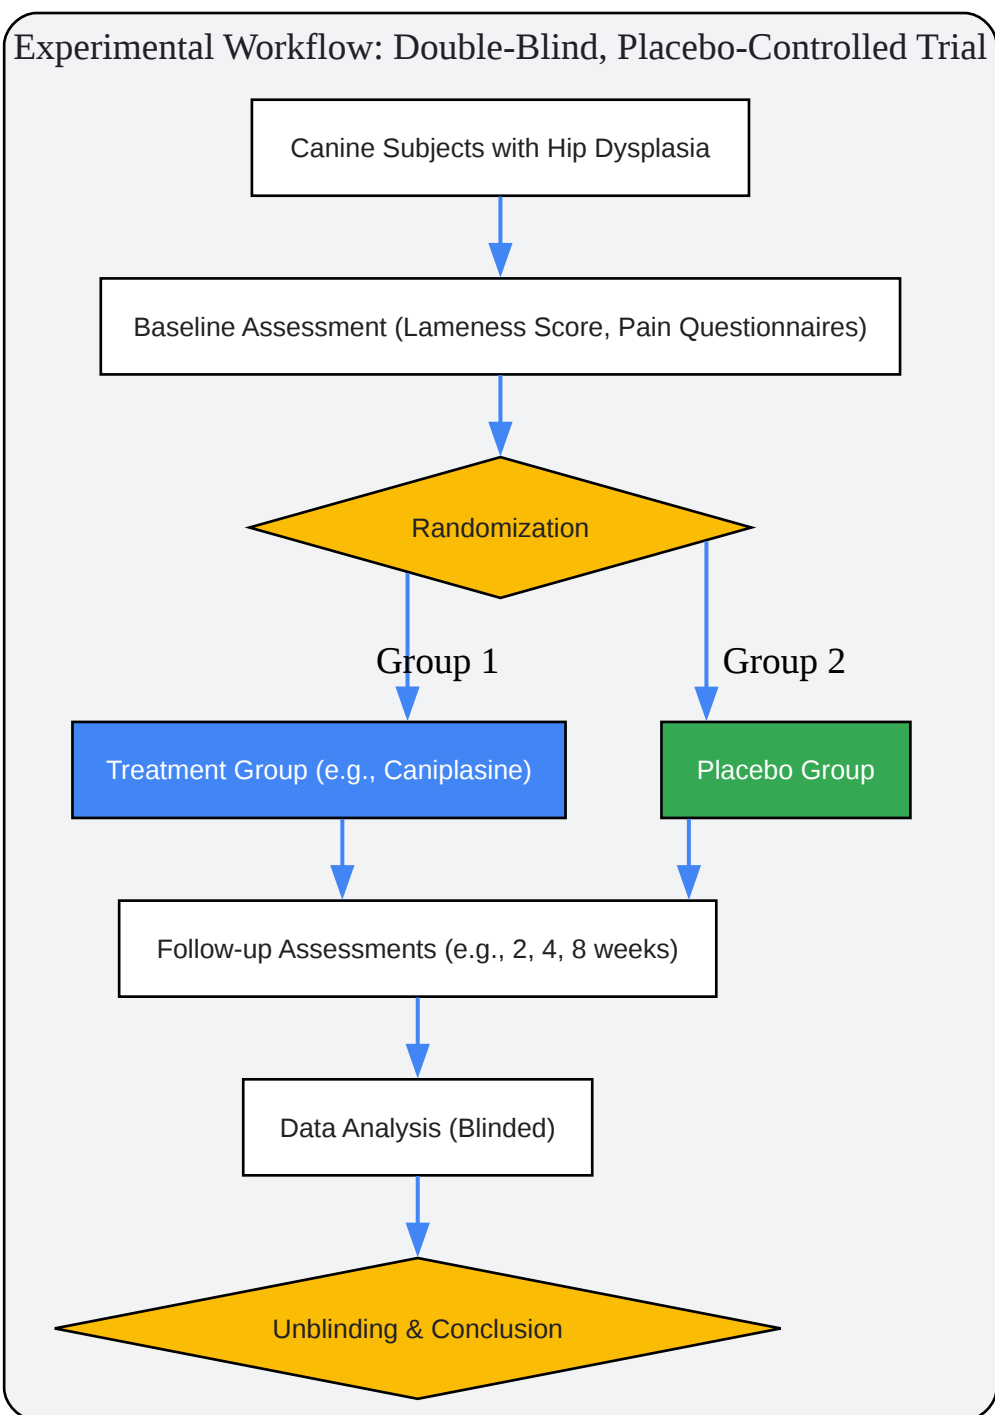 Experimental Workflow: Double-Blind, Placebo-Controlled Trial
Canine Subjects with Hip Dysplasia
Baseline Assessment (Lameness Score, Pain Questionnaires)
Randomization
Group 1
Group 2
Treatment Group (e.g., Caniplasine)
Placebo Group
Follow-up Assessments (e.g., 2, 4, 8 weeks)
Data Analysis (Blinded)
Unblinding & Conclusion